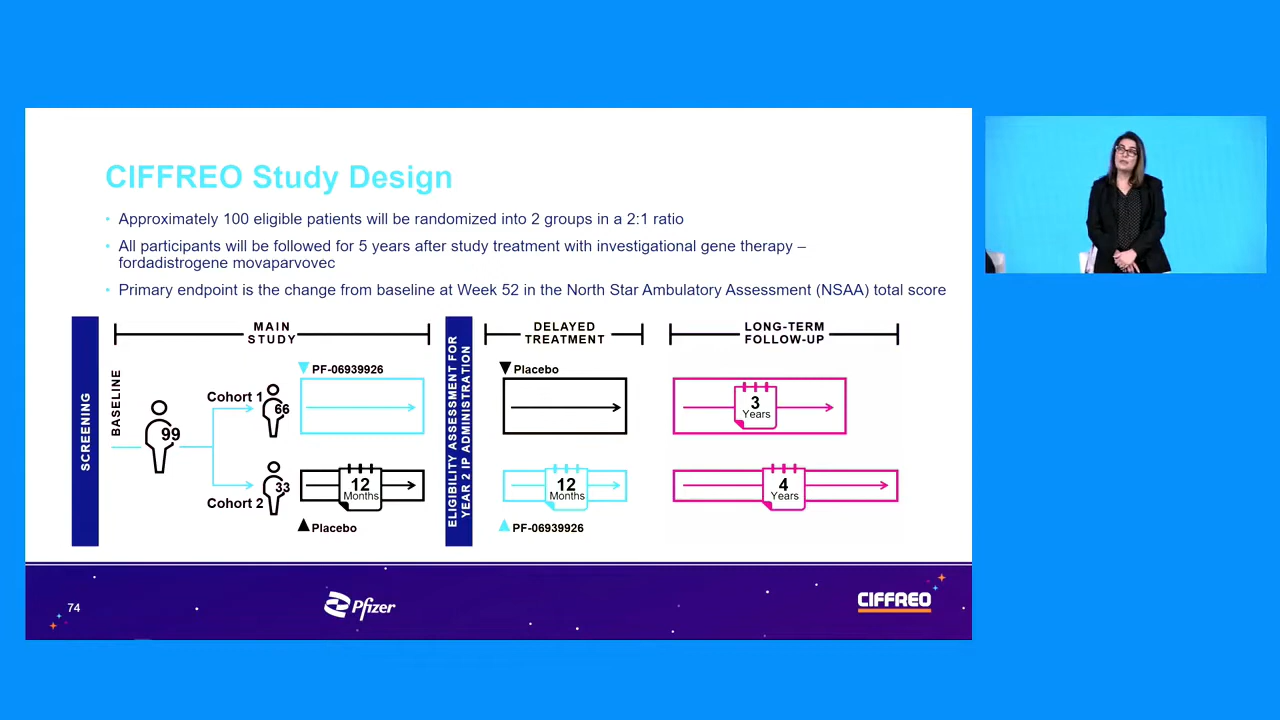 CIFFREO Study Design
• Approximately 100 eligible patients will be randomized into 2 groups in a 2:1 ratio
• All participants will be followed for 5 years after study treatment with investigational gene therapy –
fordadistrogene movaparvovec
• Primary endpoint is the change from baseline at Week 52 in the North Star Ambulatory Assessment (NSAA) total score
SCREENING
MAIN
STUDY
BASELINE
99
Cohort 1
66
PF-06939926
Cohort 2
33
12
Months
Placebo
ELIGIBILITY ASSESSMENT FOR
YEAR 2 IP ADMINISTRATION
DELAYED
TREATMENT
Placebo
12
Months
PF-06939926
LONG-TERM
FOLLOW-UP
3
Years
4
Years
74
Pfizer
CIFFREO